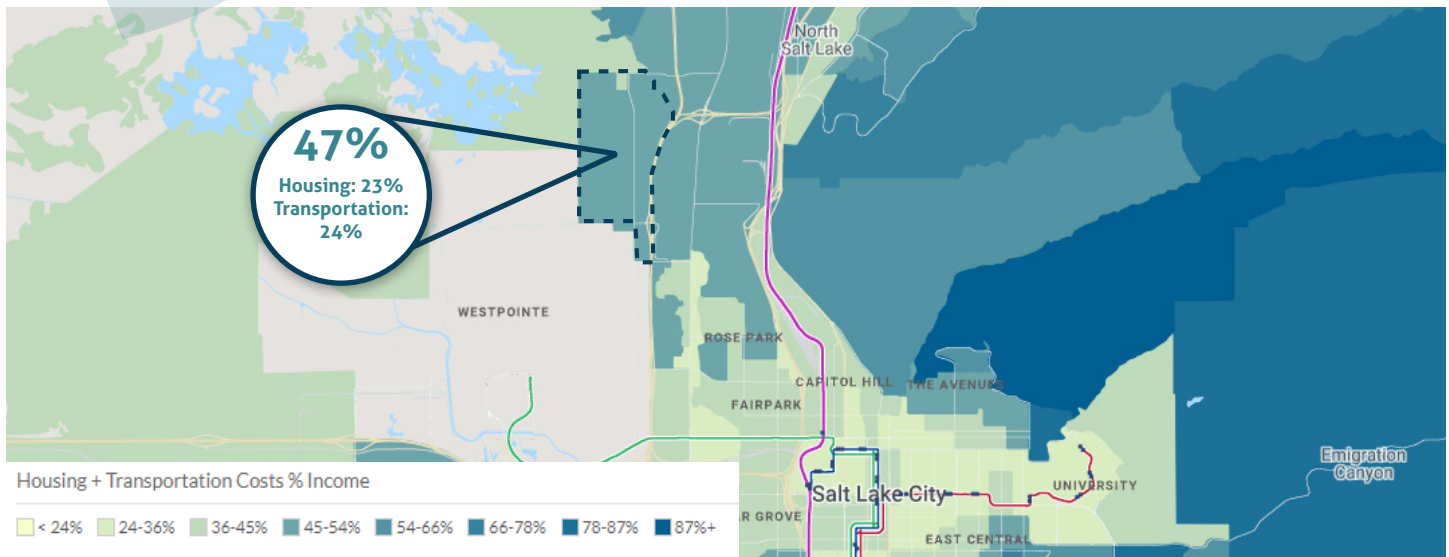 North
Salt Lake
47%
Housing: 23%
Transportation:
24%
WESTPOINTE
ROSE PARK
CAPITOL HILL
THE AVENUES
FAIRPARK
Emigration
Canyon
Salt Lake City
UNIVERSITY
AR GROVE
EAST CENTRAL
Housing + Transportation Costs % Income
< 24%
24-36%
36-45%
45-54%
54-66%
66-78%
78-87%
87%+